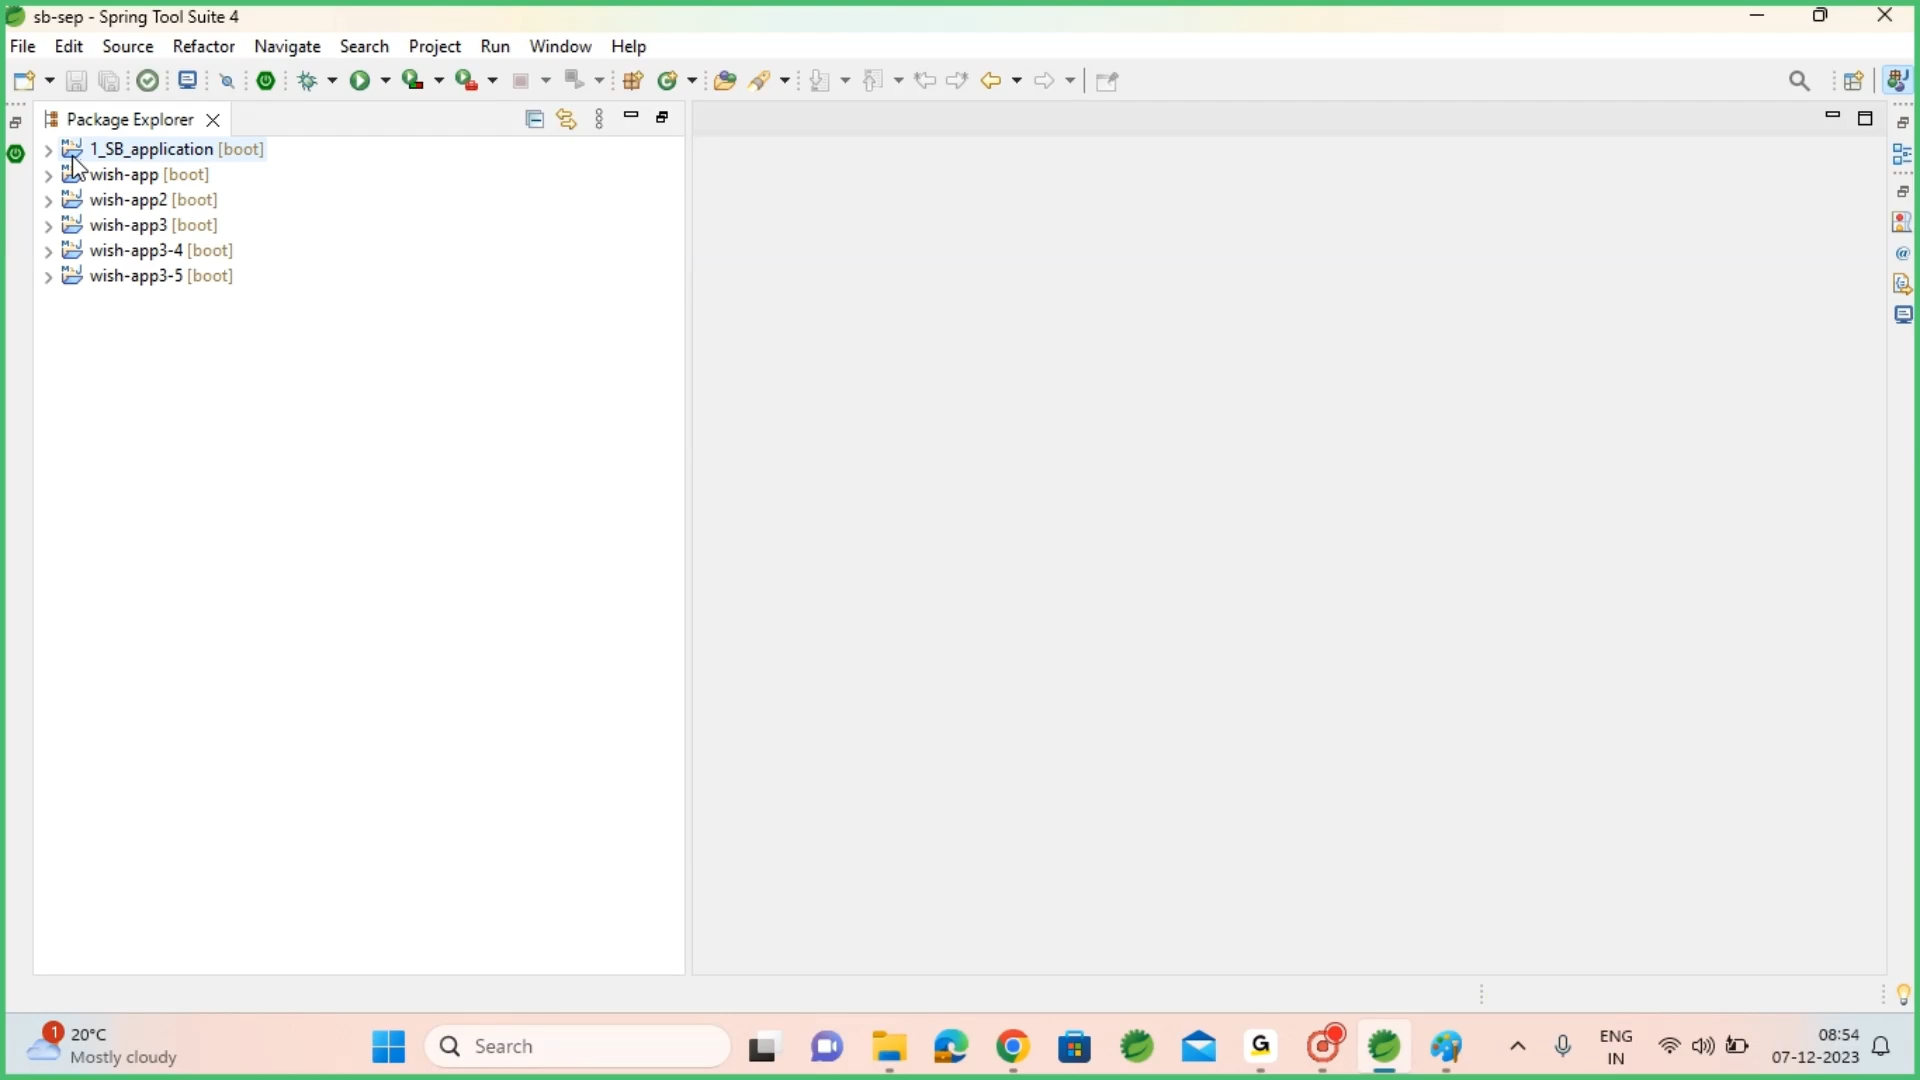 sb-sep - Spring Tool Suite 4
File Edit Source Refactor Navigate Search Project Run Window Help
Package Explorer
1_SB_application [boot]
wish-app [boot]
wish-app2 [boot]
wish-app3 [boot]
wish-app3-4 [boot]
wish-app3-5 [boot]
1
20°C
Mostly cloudy
Search
G
ENG
IN
08:54
07-12-2023